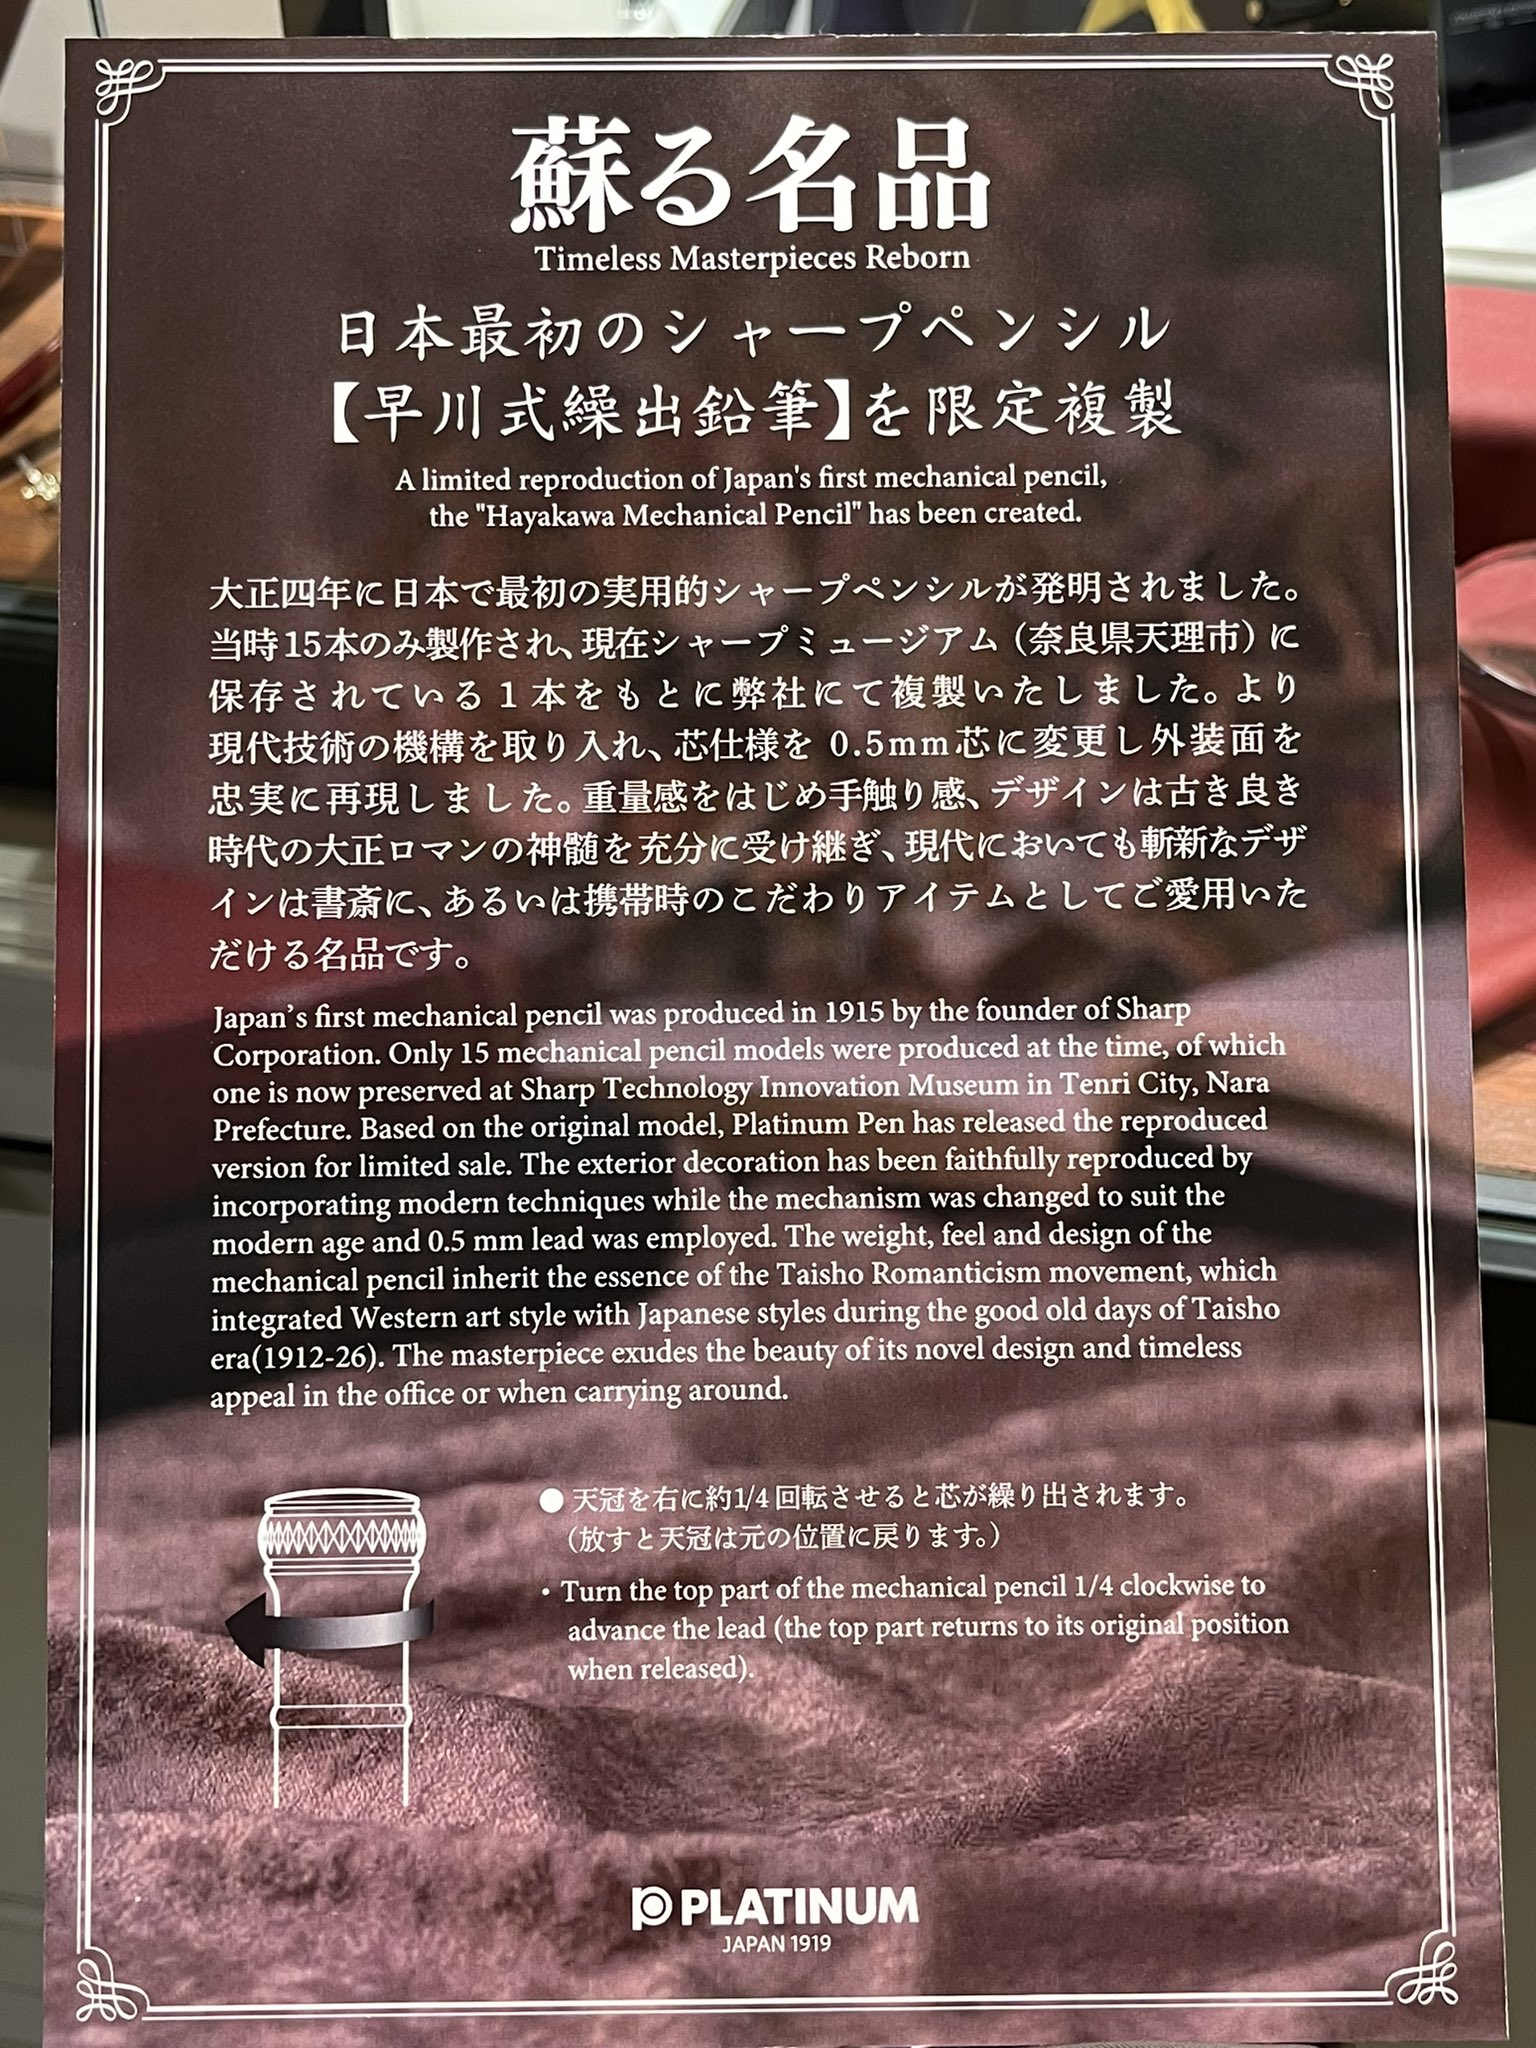 蘇る名品
Timeless Masterpieces Reborn
日本最初のシャープペンシル
【早川式繰出鉛筆】を限定複製
A limited reproduction of Japan's first mechanical pencil,
the "Hayakawa Mechanical Pencil" has been created.
大正四年に日本で最初の実用的シャープペンシルが発明されました。
当時15本のみ製作され、現在シャープミュージアム（奈良県天理市）に
保存されている1本をもとに弊社にて複製いたしました。より
現代技術の機構を取り入れ、芯仕様を 0.5mm芯に変更し外装面を
忠実に再現しました。重量感をはじめ手触り感、デザインは古き良き
時代の大正ロマンの神髄を充分に受け継ぎ、現代においても斬新なデザ
インは書斎に、あるいは携帯時のこだわりアイテムとしてご愛用いた
だける名品です。
Japan's first mechanical pencil was produced in 1915 by the founder of Sharp
Corporation. Only 15 mechanical pencil models were produced at the time, of which
one is now preserved at Sharp Technology Innovation Museum in Tenri City, Nara
Prefecture. Based on the original model, Platinum Pen has released the reproduced
version for limited sale. The exterior decoration has been faithfully reproduced by
incorporating modern techniques while the mechanism was changed to suit the
modern age and 0.5 mm lead was employed. The weight, feel and design of the
mechanical pencil inherit the essence of the Taisho Romanticism movement, which
integrated Western art style with Japanese styles during the good old days of Taisho
era(1912-26). The masterpiece exudes the beauty of its novel design and timeless
appeal in the office or when carrying around.
● 天冠を右に約1/4回転させると芯が繰り出されます。
（放すと天冠は元の位置に戻ります。）
・Turn the top part of the mechanical pencil 1/4 clockwise to
advance the lead (the top part returns to its original position
when released).
PLATINUM
JAPAN 1919